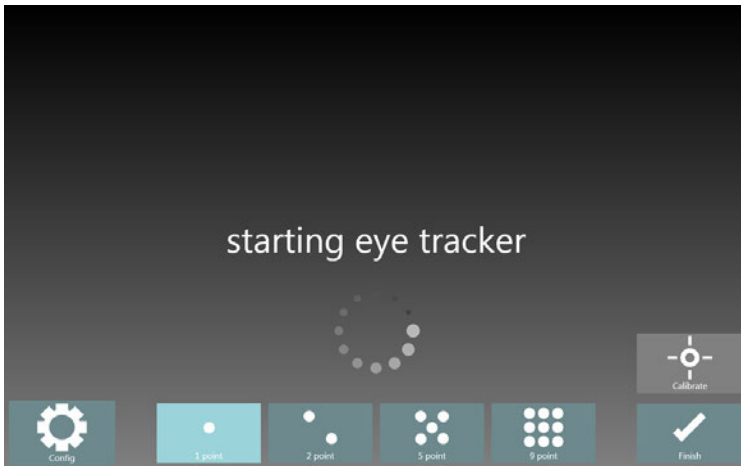 starting eye tracker
Calibrate
Config
1 point
2 point
5 point
9 point
Finish